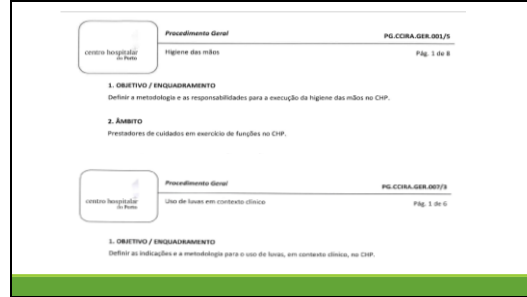 centro hospitalar
do Porto
Procedimento Geral
PG.CCIRA.GER.001/5
Higiene das mãos
Pág. 1 de 8
1. OBJETIVO / ENQUADRAMENTO
Definir a metodologia e as responsabilidades para a execução da higiene das mãos no CHP.
2. ÂMBITO
Prestadores de cuidados em exercício de funções no CHP.
centro hospitalar
do Porto
Procedimento Geral
PG.CCIRA.GER.007/3
Uso de luvas em contexto clínico
Pág. 1 de 6
1. OBJETIVO / ENQUADRAMENTO
Definir as indicações e a metodologia para o uso de luvas, em contexto clínico, no CHP.